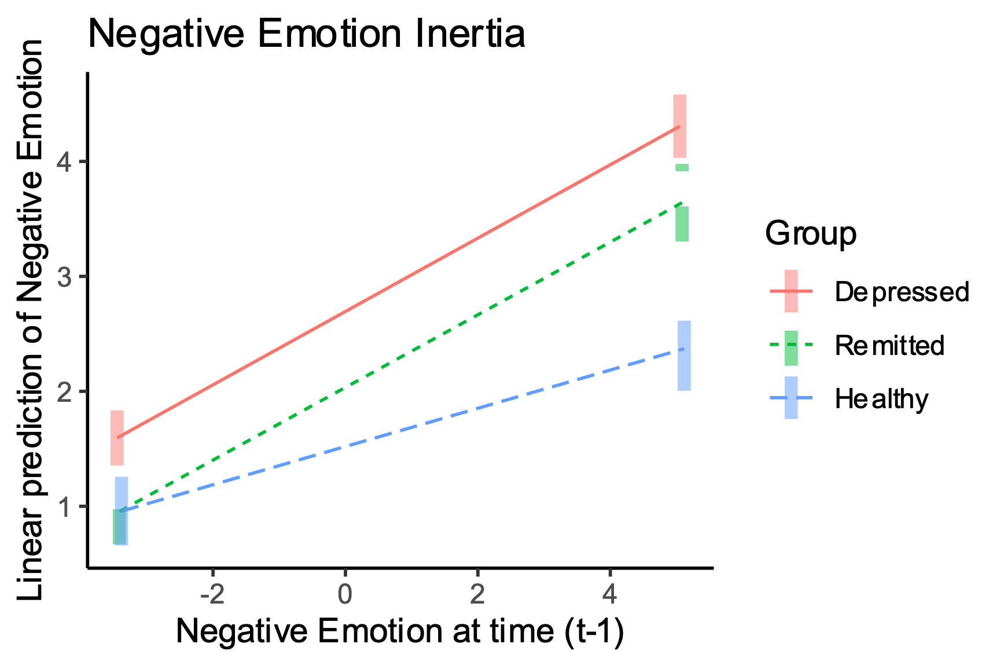 Negative Emotion Inertia
Linear prediction of Negative Emotion
4
3
2
1
-2
0
2
4
Negative Emotion at time (t-1)
Group
Depressed
Remitted
Healthy